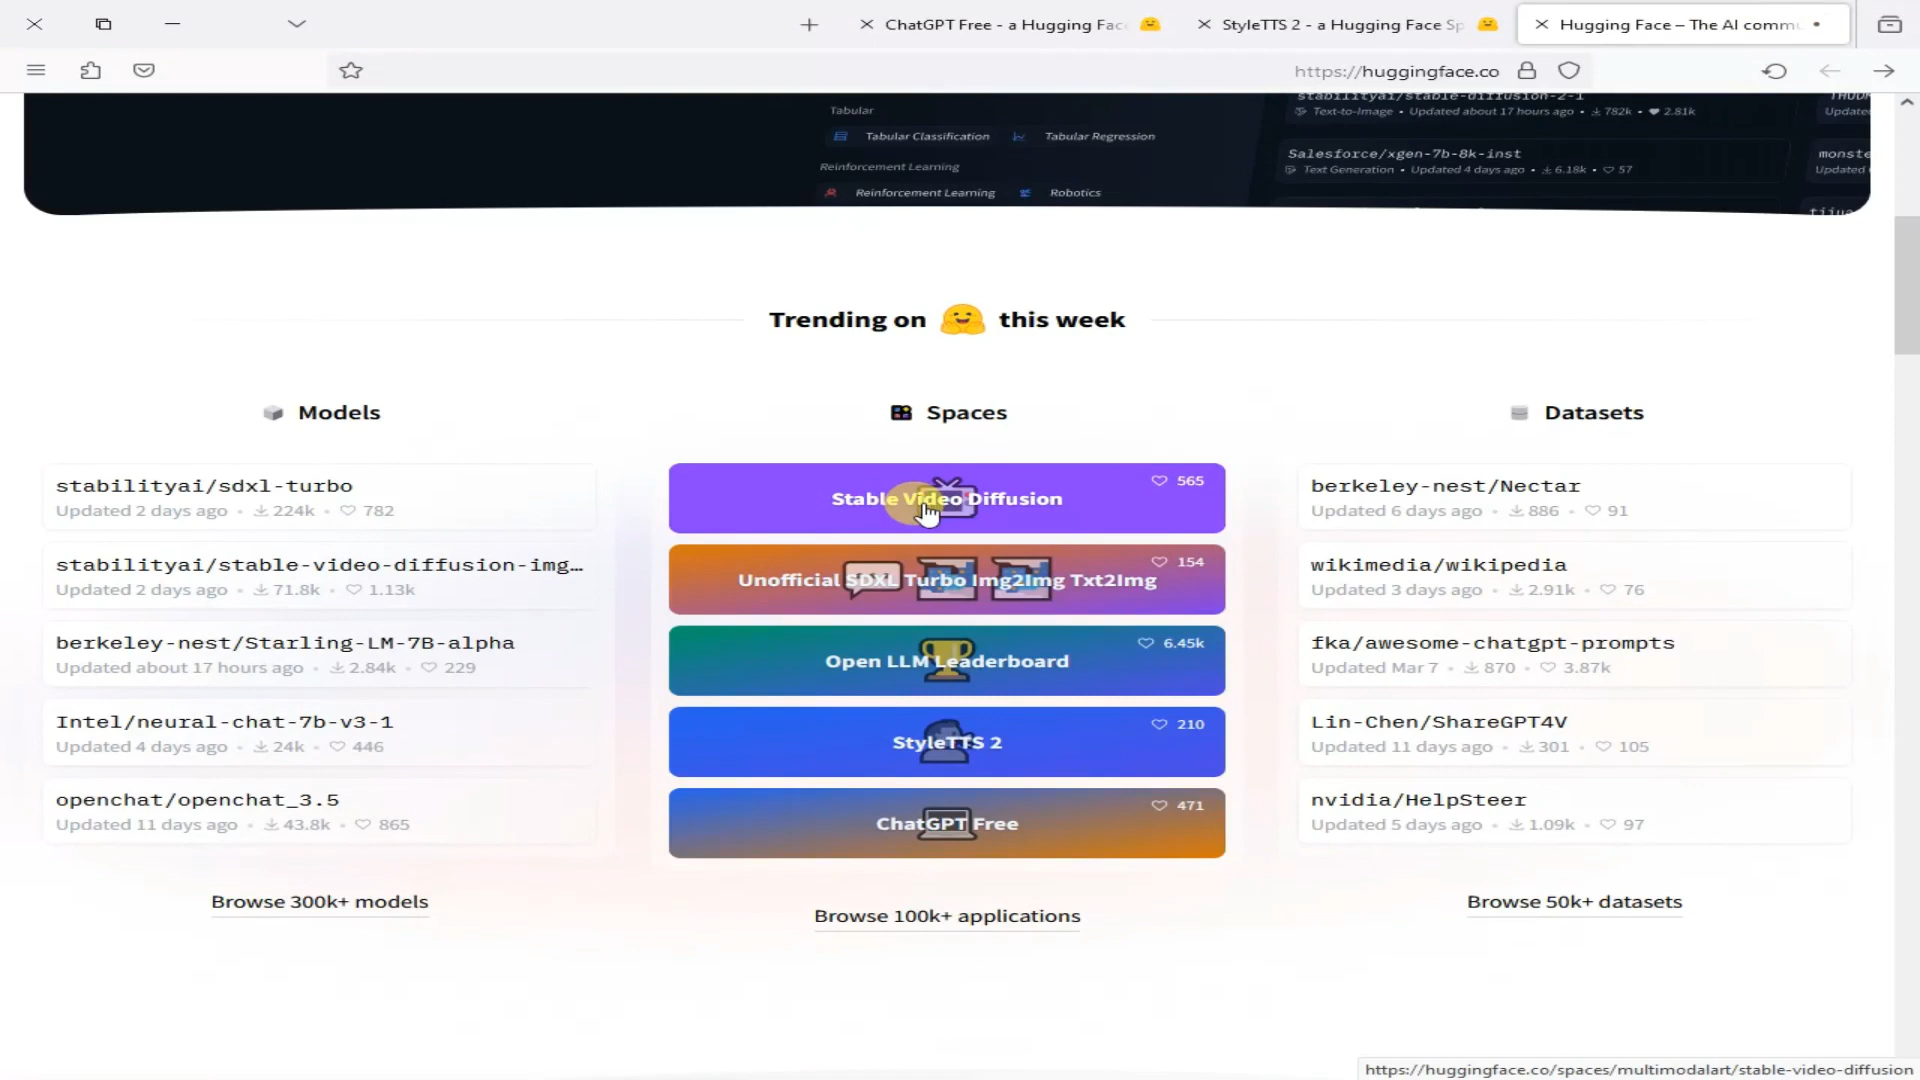 ChatGPT Free - a Hugging Fac
StyleTTS 2 - a Hugging Face Sp
Hugging Face – The AI commu
https://huggingface.co
Tabular
Tabular Classification
Tabular Regression
Reinforcement Learning
Reinforcement Learning
Robotics
stabilityai/stable-diffusion-2-1
Text-to-Image • Updated about 17 hours ago • 782k • 2.81k
Update
Salesforce/xgen-7b-8k-inst
Text Generation • Updated 4 days ago • 6.18k • 57
monste
Updated
tiiua
Trending on this week
Models
stabilityai/sdxl-turbo
Updated 2 days ago • 224k • 782
stabilityai/stable-video-diffusion-img…
Updated 2 days ago • 71.8k • 1.13k
berkeley-nest/Starling-LM-7B-alpha
Updated about 17 hours ago • 2.84k • 229
Intel/neural-chat-7b-v3-1
Updated 4 days ago • 24k • 446
openchat/openchat_3.5
Updated 11 days ago • 43.8k • 865
Browse 300k+ models
Spaces
565
Stable Video Diffusion
154
Unofficial SDXL Turbo Img2Img Txt2Img
6.45k
Open LLM Leaderboard
210
StyleTTS 2
471
ChatGPT Free
Browse 100k+ applications
Datasets
berkeley-nest/Nectar
Updated 6 days ago • 886 • 91
wikimedia/wikipedia
Updated 3 days ago • 2.91k • 76
fka/awesome-chatgpt-prompts
Updated Mar 7 • 870 • 3.87k
Lin-Chen/ShareGPT4V
Updated 11 days ago • 301 • 105
nvidia/HelpSteer
Updated 5 days ago • 1.09k • 97
Browse 50k+ datasets
https://huggingface.co/spaces/multimodalart/stable-video-diffusion